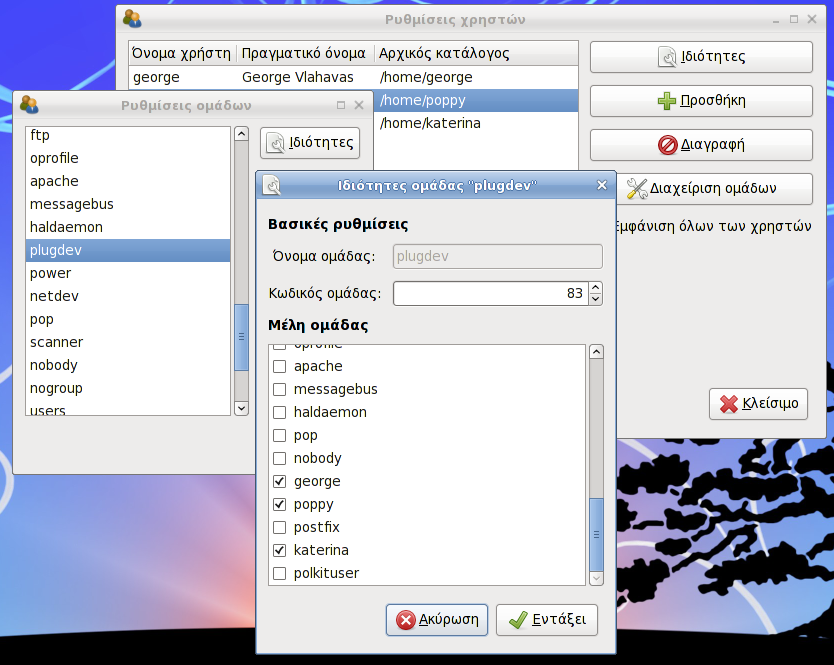 Ρυθμίσεις χρηστών
Όνομα χρήστη Πραγματικό όνομα Αρχικός κατάλογος
george George Vlahavas /home/george
/home/poppy
/home/katerina
Ιδιότητες
Προσθήκη
Διαγραφή
Διαχείριση ομάδων
Εμφάνιση όλων των χρηστών
Κλείσιμο
Ρυθμίσεις ομάδων
ftp
oprofile
apache
messagebus
haldaemon
plugdev
power
netdev
pop
scanner
nobody
nogroup
users
Ιδιότητες
Ιδιότητες ομάδας "plugdev"
Βασικές ρυθμίσεις
Όνομα ομάδας: plugdev
Κωδικός ομάδας: 83
Μέλη ομάδας
oprofile
apache
messagebus
haldaemon
pop
nobody
george
poppy
postfix
katerina
polkituser
Ακύρωση
Εντάξει